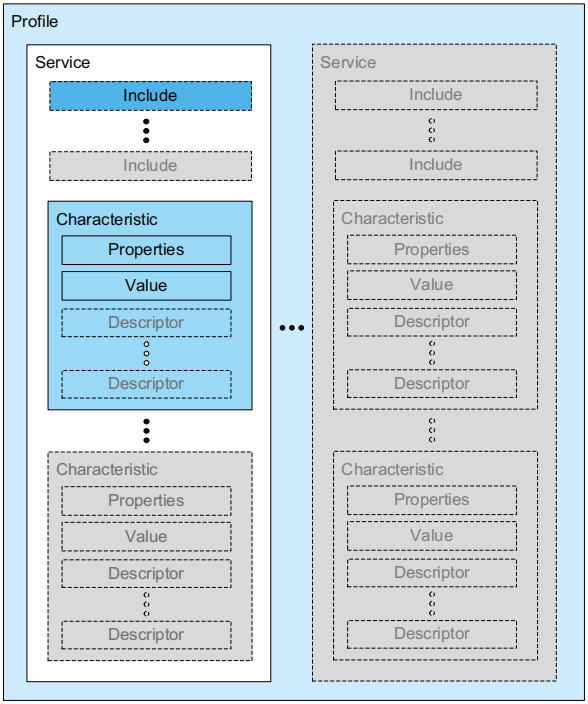 Profile
Service
Include
Include
Characteristic
Properties
Value
Descriptor
Descriptor
Characteristic
Properties
Value
Descriptor
Descriptor
Service
Include
Include
Characteristic
Properties
Value
Descriptor
Descriptor
Characteristic
Properties
Value
Descriptor
Descriptor